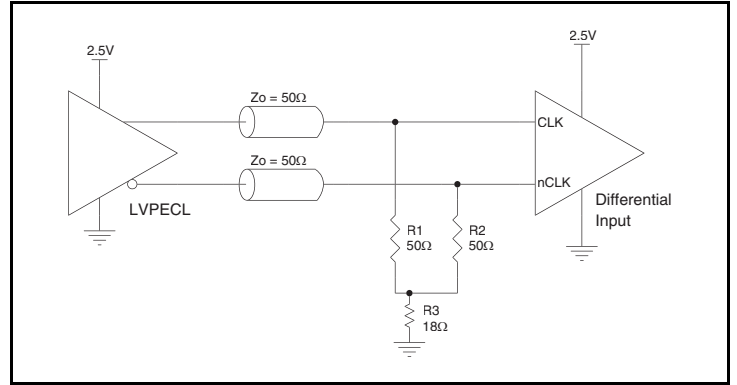 2.5V
2.5V
Zo = 50Ω
CLK
Zo = 50Ω
nCLK
LVPECL
Differential
Input
R1
50Ω
R2
50Ω
R3
18Ω